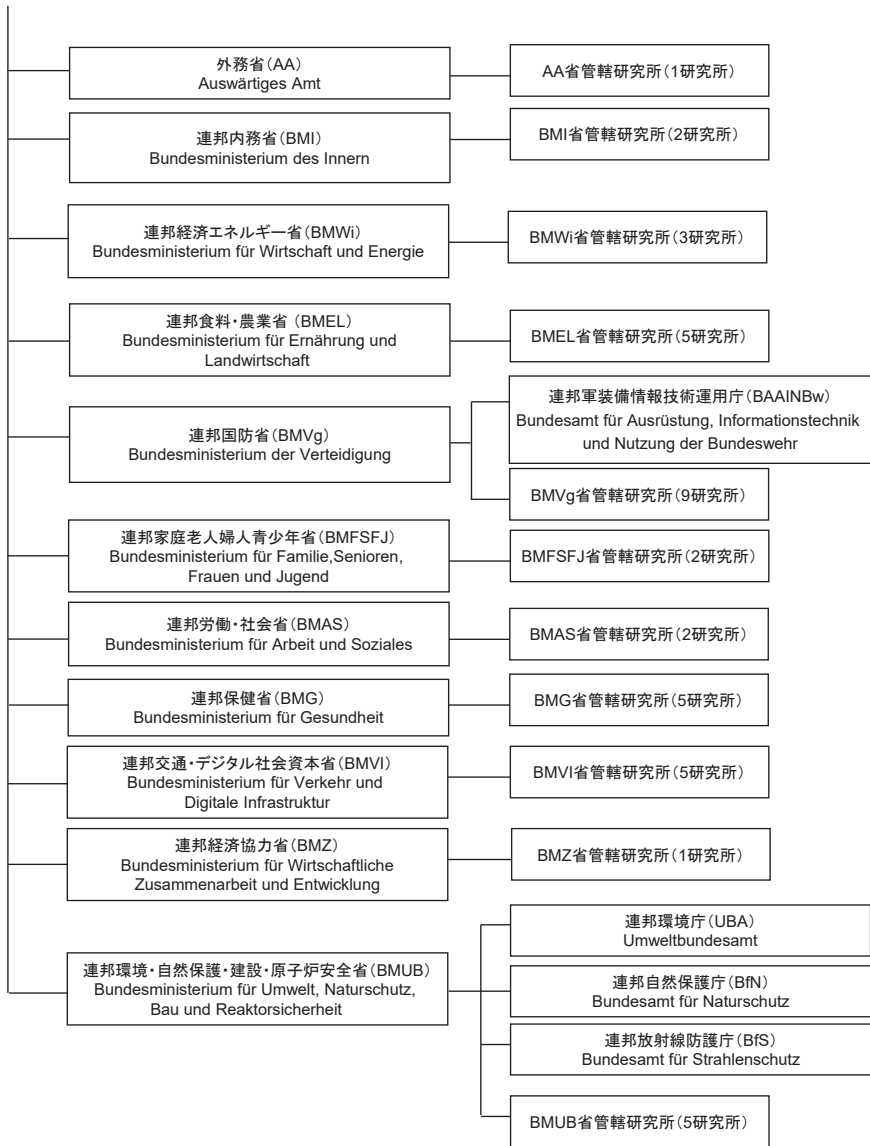 外務省(AA)
Auswärtiges Amt
AA省管轄研究所(1研究所)
連邦内務省(BMI)
Bundesministerium des Innern
BMI省管轄研究所(2研究所)
連邦経済エネルギー省(BMWi)
Bundesministerium für Wirtschaft und Energie
BMWi省管轄研究所(3研究所)
連邦食料・農業省 (BMEL)
Bundesministerium für Ernährung und
Landwirtschaft
BMEL省管轄研究所(5研究所)
連邦国防省(BMVg)
Bundesministerium der Verteidigung
連邦軍装備情報技術運用庁(BAAINBw)
Bundesamt für Ausrüstung, Informationstechnik
und Nutzung der Bundeswehr
BMVg省管轄研究所(9研究所)
連邦家庭老人婦人青少年省(BMFSFJ)
Bundesministerium für Familie,Senioren,
Frauen und Jugend
BMFSFJ省管轄研究所(2研究所)
連邦労働・社会省(BMAS)
Bundesministerium für Arbeit und Soziales
BMAS省管轄研究所(2研究所)
連邦保健省(BMG)
Bundesministerium für Gesundheit
BMG省管轄研究所(5研究所)
連邦交通・デジタル社会資本省(BMVI)
Bundesministerium für Verkehr und
Digitale Infrastruktur
BMVI省管轄研究所(5研究所)
連邦経済協力省(BMZ)
Bundesministerium für Wirtschaftliche
Zusammenarbeit und Entwicklung
BMZ省管轄研究所(1研究所)
連邦環境・自然保護・建設・原子炉安全省(BMUB)
Bundesministerium für Umwelt, Naturschutz,
Bau und Reaktorsicherheit
連邦環境庁(UBA)
Umweltbundesamt
連邦自然保護庁(BfN)
Bundesamt für Naturschutz
連邦放射線防護庁(BfS)
Bundesamt für Strahlenschutz
BMUB省管轄研究所(5研究所)